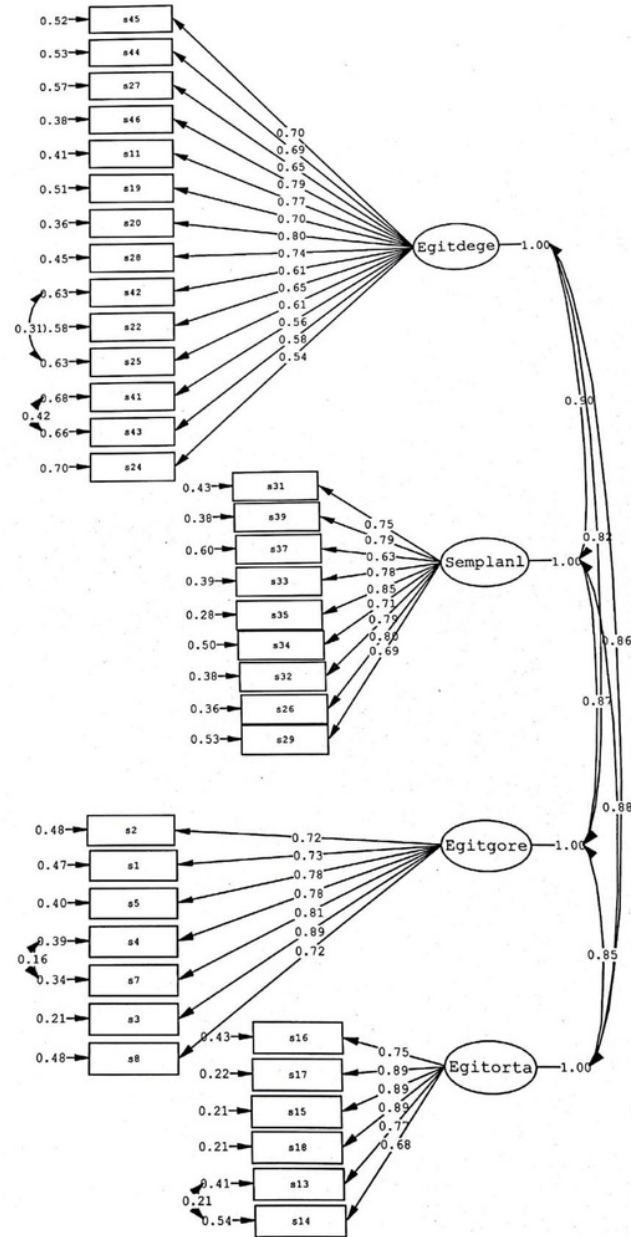 0.52 s45
0.53 s44
0.57 s27
0.38 s46
0.41 s11
0.51 s19
0.36 s20
0.45 s28
0.63 s42
0.31 0.58 s22
0.63 s25
0.68 s41
0.42
0.66 s43
0.70 s24
0.70
0.69
0.65
0.79
0.77
0.70
0.80
0.74
0.61
0.65
0.61
0.56
0.58
0.54
Egitdege 1.00
0.43 s31
0.38 s39
0.60 s37
0.39 s33
0.28 s35
0.50 s34
0.38 s32
0.36 s26
0.53 s29
0.75
0.79
0.63
0.78
0.85
0.71
0.79
0.80
0.69
Semplanl 1.00
0.48 s2
0.47 s1
0.40 s5
0.39 s4
0.16
0.34 s7
0.21 s3
0.48 s8
0.72
0.73
0.78
0.78
0.81
0.89
0.72
Egitgore 1.00
0.43 s16
0.22 s17
0.21 s15
0.21 s18
0.41 s13
0.21
0.54 s14
0.75
0.89
0.89
0.89
0.77
0.68
Egitorta 1.00
0.90
0.82
0.86
0.87
0.88
0.85